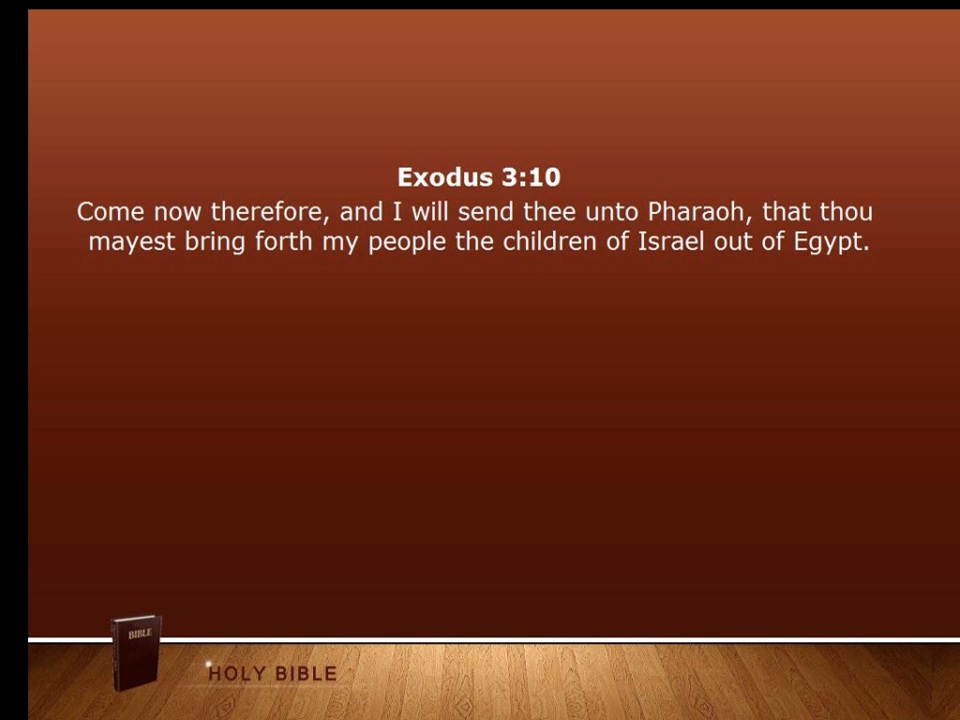 Exodus 3:10
Come now therefore, and I will send thee unto Pharaoh, that thou
mayest bring forth my people the children of Israel out of Egypt.
BIBLE
HOLY BIBLE